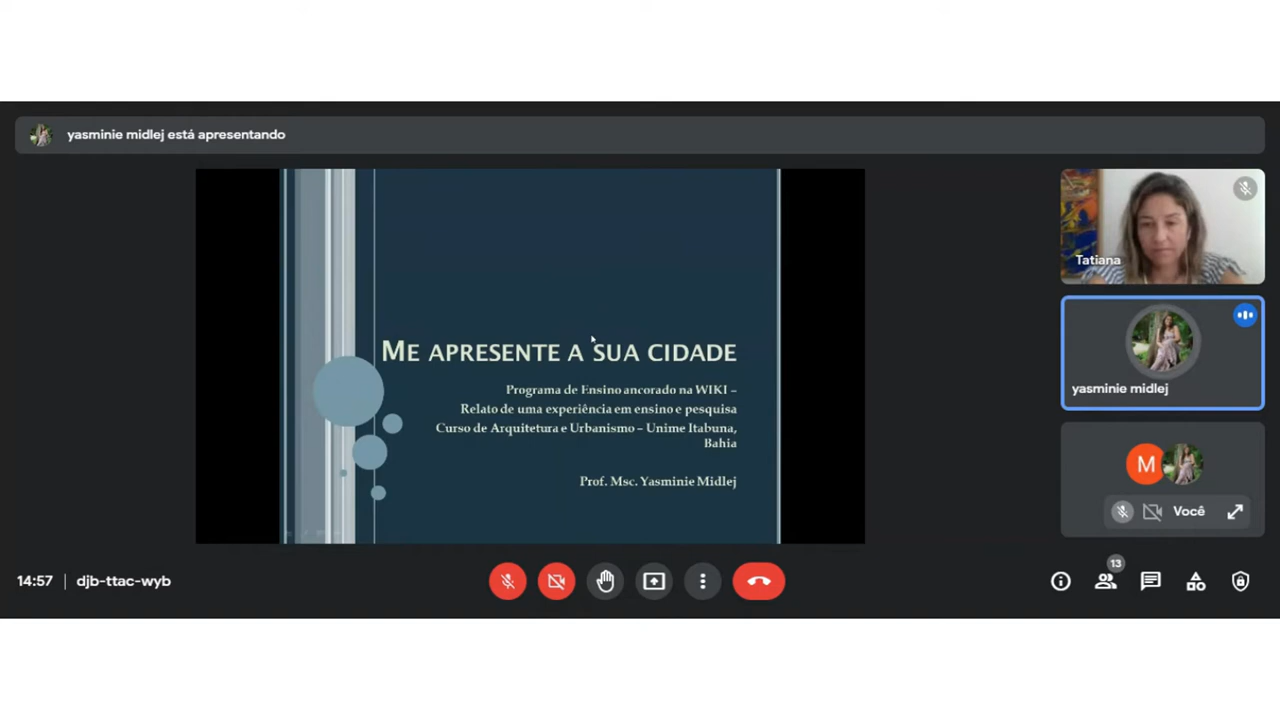 yasminie midlej está apresentando
ME APRESENTE A SUA CIDADE
Programa de Ensino ancorado na WIKI –
Relato de uma experiência em ensino e pesquisa
Curso de Arquitetura e Urbanismo – Unime Itabuna,
Bahia
Prof. Msc. Yasminie Midlej
Tatiana
yasminie midlej
M
Você
14:57 | djb-ttac-wyb
13